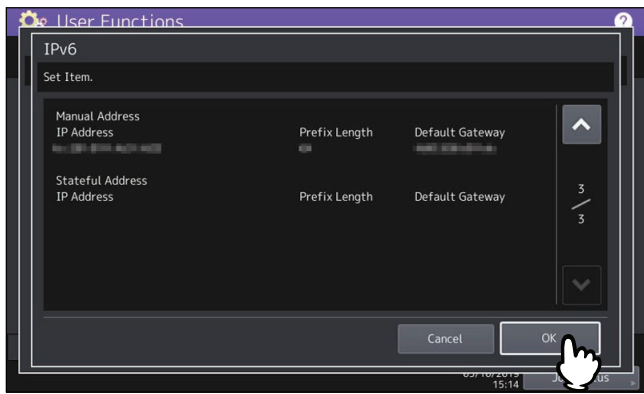 User Functions
?
IPv6
Set Item.
Manual Address
IP Address Prefix Length Default Gateway
Stateful Address
IP Address Prefix Length Default Gateway
3
3
Cancel OK
15:14